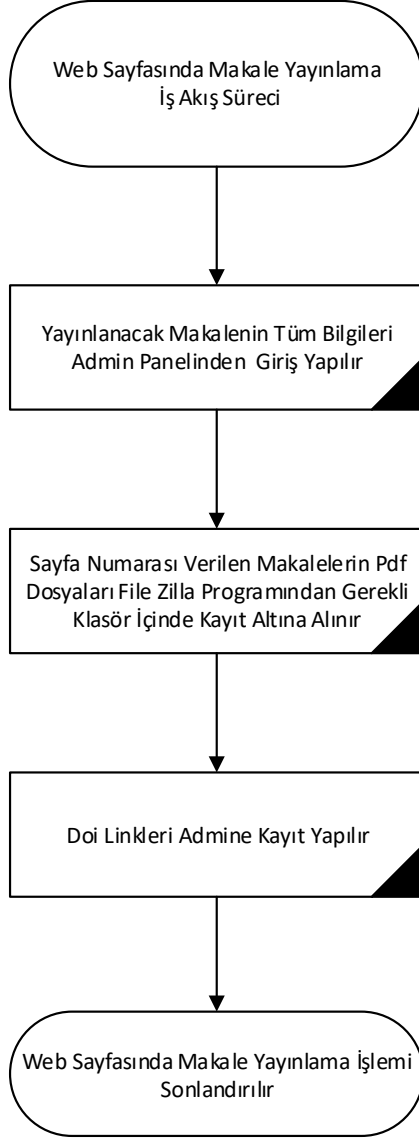 Web Sayfasında Makale Yayınlama
İş Akış Süreci
Yayınlanacak Makalenin Tüm Bilgileri
Admin Panelinden Giriş Yapılır
Sayfa Numarası Verilen Makalelerin Pdf
Dosyaları File Zilla Programından Gerekli
Klasör İçinde Kayıt Altına Alınır
Doi Linkleri Admine Kayıt Yapılır
Web Sayfasında Makale Yayınlama İşlemi
Sonlandırılır